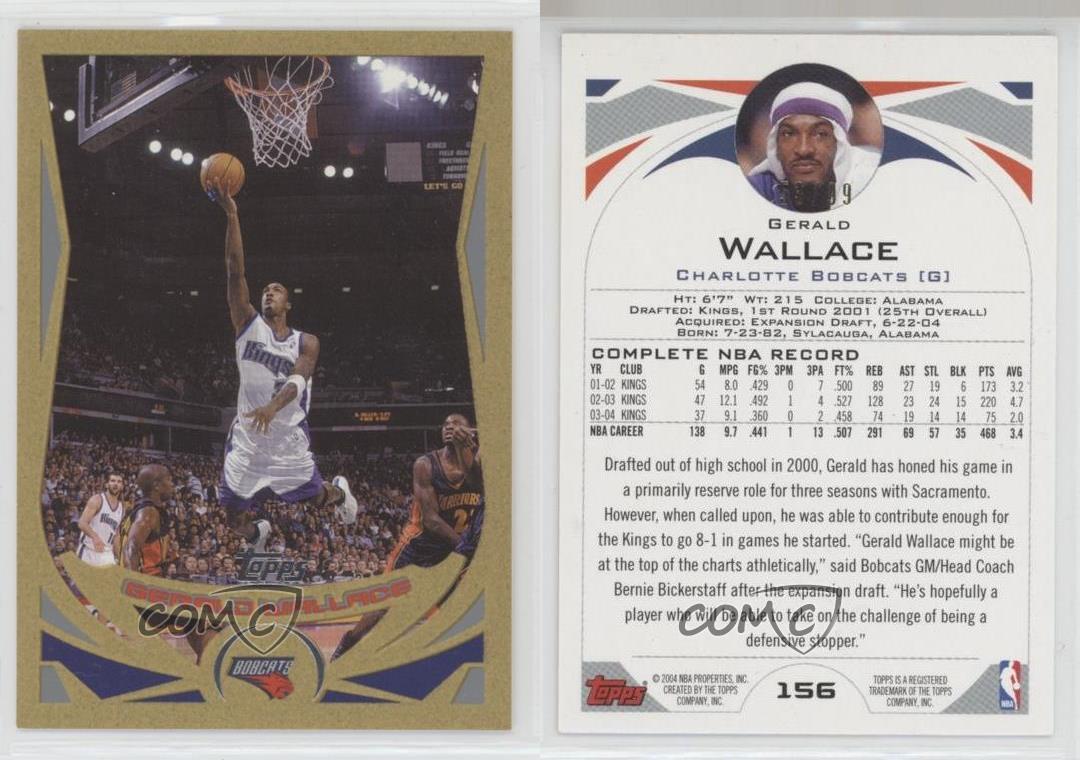 KINGS
LET'S GO
Kings
WARRIORS
Topps
GERALD WALLACE
COMC
BOBCATS
GERALD
WALLACE
CHARLOTTE BOBCATS [G]
HT: 6'7" WT: 215 COLLEGE: ALABAMA
DRAFTED: KINGS, 1ST ROUND 2001 (25TH OVERALL)
ACQUIRED: EXPANSION DRAFT, 6-22-04
BORN: 7-23-82, SYLACAUGA, ALABAMA
COMPLETE NBA RECORD
YR CLUB G MPG FG% 3PM 3PA FT% REB AST STL BLK PTS AVG
01-02 KINGS 54 8.0 .429 0 7 .500 89 27 19 6 173 3.2
02-03 KINGS 47 12.1 .492 1 4 .527 128 23 24 15 220 4.7
03-04 KINGS 37 9.1 .360 0 2 .458 74 19 14 14 75 2.0
NBA CAREER 138 9.7 .441 1 13 .507 291 69 57 35 468 3.4
Drafted out of high school in 2000, Gerald has honed his game in
a primarily reserve role for three seasons with Sacramento.
However, when called upon, he was able to contribute enough for
the Kings to go 8-1 in games he started. "Gerald Wallace might be
at the top of the charts athletically," said Bobcats GM/Head Coach
Bernie Bickerstaff after the expansion draft. "He's hopefully a
player who will be able to take on the challenge of being a
defensive stopper."
COMC
Topps
© 2004 NBA PROPERTIES, INC.
CREATED BY THE TOPPS
COMPANY, INC.
156
TOPPS IS A REGISTERED
TRADEMARK OF THE TOPPS
COMPANY, INC.
NBA